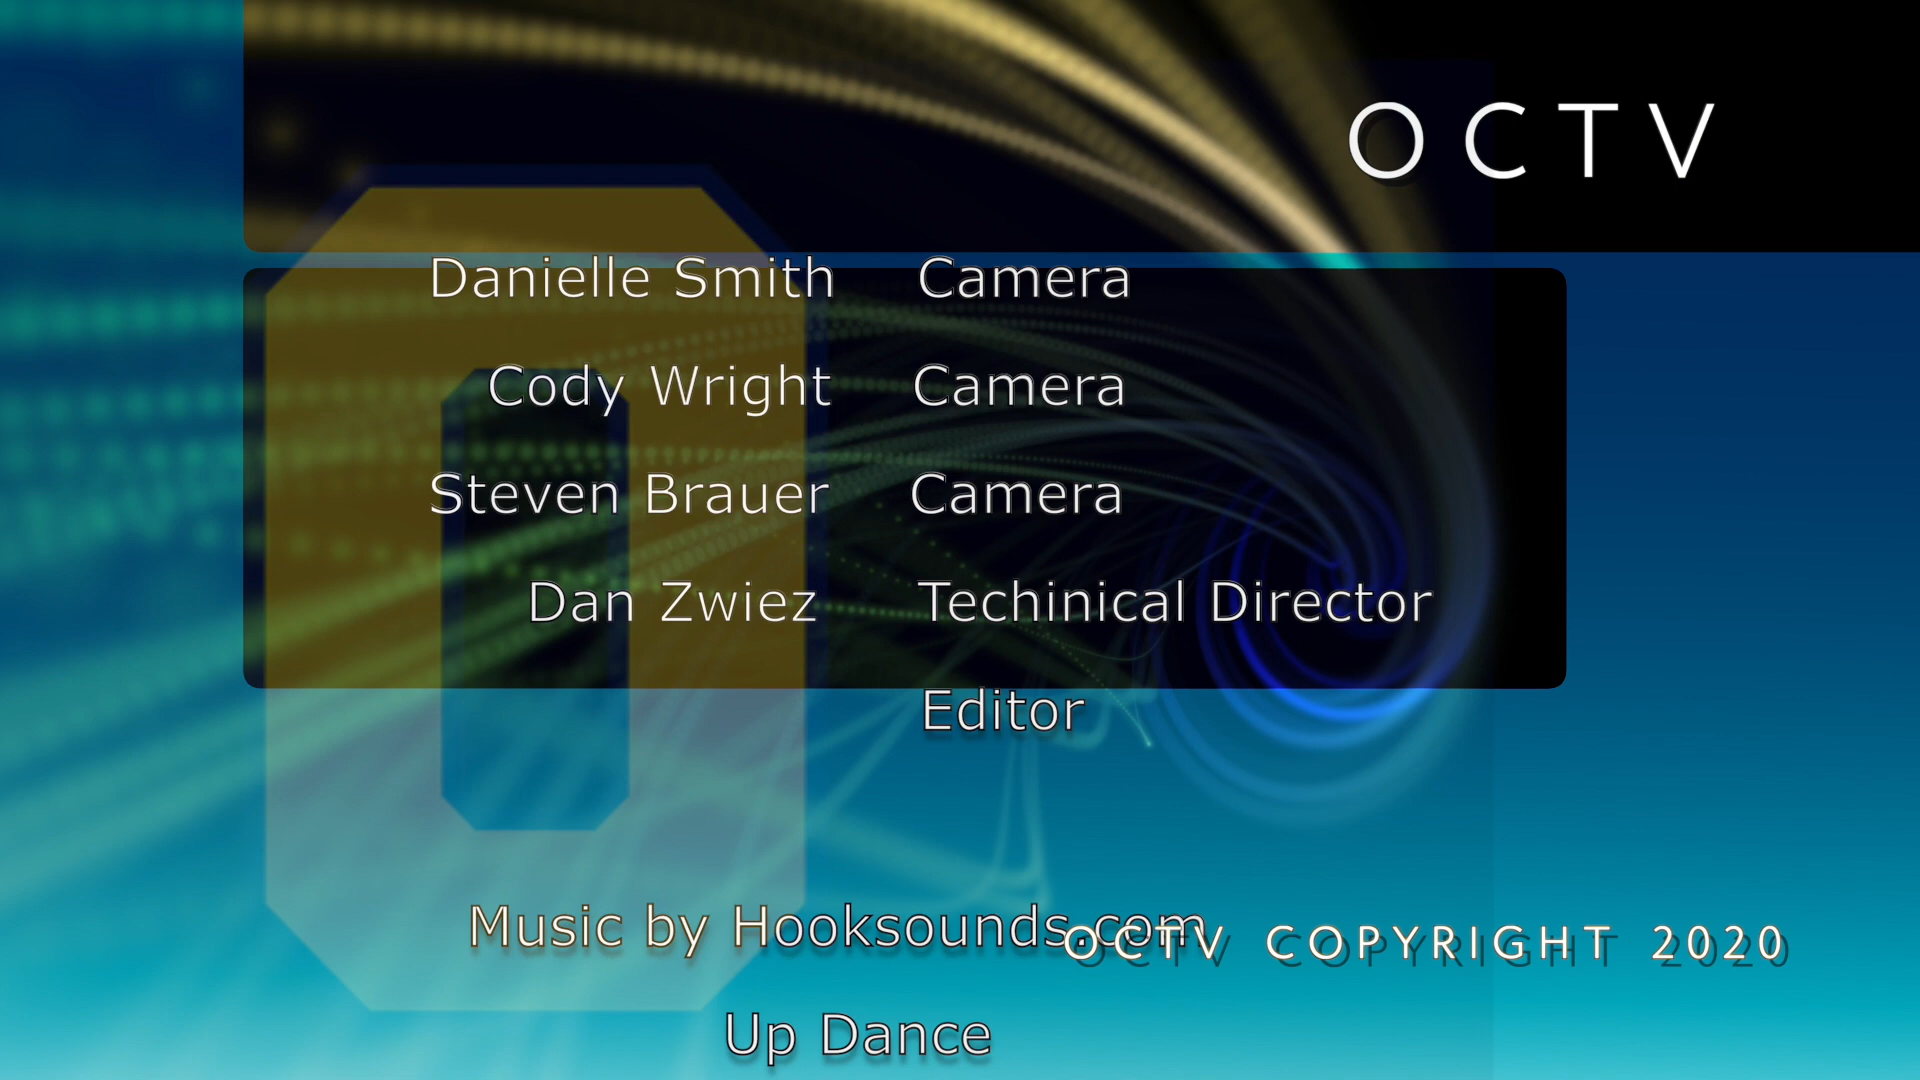 OCTV
Danielle Smith Camera
Cody Wright Camera
Steven Brauer Camera
Dan Zwiez Techinical Director
Editor
Music by Hooksounds.com
OCTV COPYRIGHT 2020
Up Dance